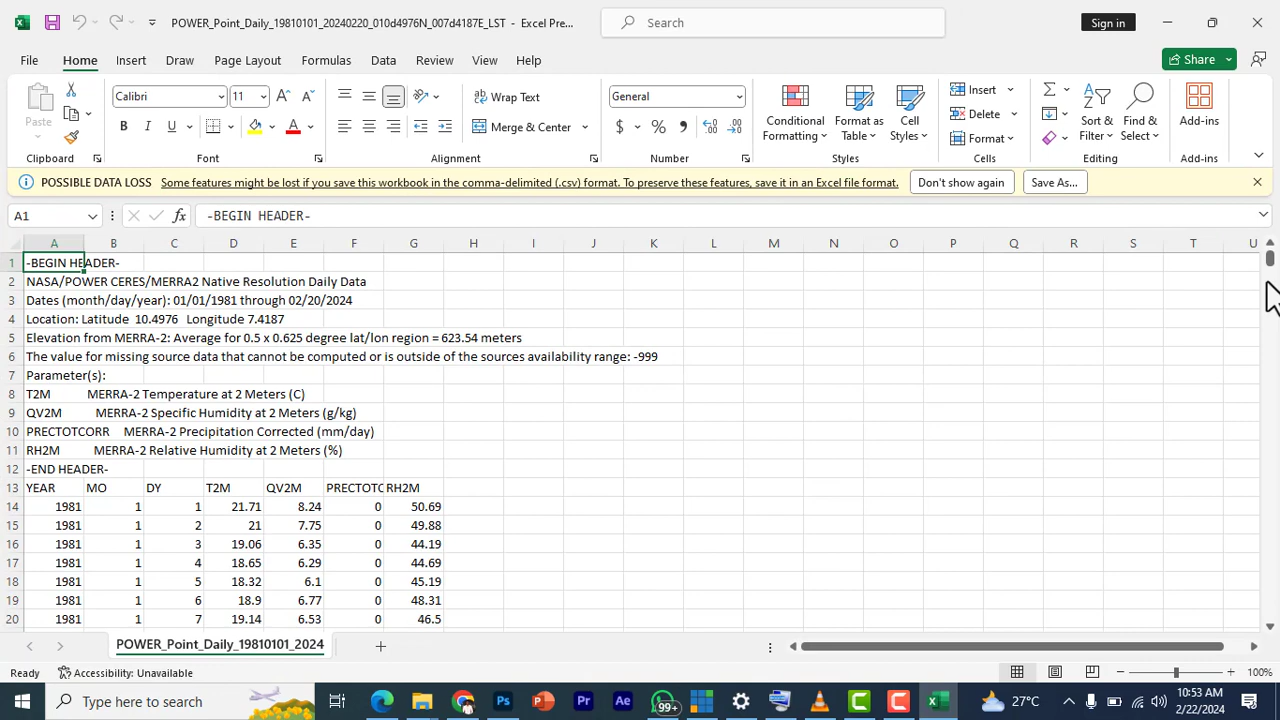 POWER_Point_Daily_19810101_20240220_010d4976N_007d4187E_LST - Excel Pre...
Search
Sign in
File Home Insert Draw Page Layout Formulas Data Review View Help
Share
Paste
Calibri 11
Wrap Text
General
Conditional Formatting
Format as Table
Cell Styles
Insert
Sort & Filter
Find & Select
Add-ins
Delete
B I U
Merge & Center
$ %
Format
Clipboard Font Alignment Number Styles Cells Editing Add-ins
POSSIBLE DATA LOSS Some features might be lost if you save this workbook in the comma-delimited (.csv) format. To preserve these features, save it in an Excel file format. Don't show again Save As...
A1 fx -BEGIN HEADER-
A B C D E F G H I J K L M N O P Q R S T U
1 -BEGIN HEADER-
2 NASA/POWER CERES/MERRA2 Native Resolution Daily Data
3 Dates (month/day/year): 01/01/1981 through 02/20/2024
4 Location: Latitude 10.4976 Longitude 7.4187
5 Elevation from MERRA-2: Average for 0.5 x 0.625 degree lat/lon region = 623.54 meters
6 The value for missing source data that cannot be computed or is outside of the sources availability range: -999
7 Parameter(s):
8 T2M MERRA-2 Temperature at 2 Meters (C)
9 QV2M MERRA-2 Specific Humidity at 2 Meters (g/kg)
10 PRECTOTCORR MERRA-2 Precipitation Corrected (mm/day)
11 RH2M MERRA-2 Relative Humidity at 2 Meters (%)
12 -END HEADER-
13 YEAR MO DY T2M QV2M PRECTOTC RH2M
14 1981 1 1 21.71 8.24 0 50.69
15 1981 1 2 21 7.75 0 49.88
16 1981 1 3 19.06 6.35 0 44.19
17 1981 1 4 18.65 6.29 0 44.69
18 1981 1 5 18.32 6.1 0 45.19
19 1981 1 6 18.9 6.77 0 48.31
20 1981 1 7 19.14 6.53 0 46.5
POWER_Point_Daily_19810101_2024
Ready Accessibility: Unavailable 100%
Type here to search
Ps Pr Ae 99+ 27°C
10:53 AM
2/22/2024